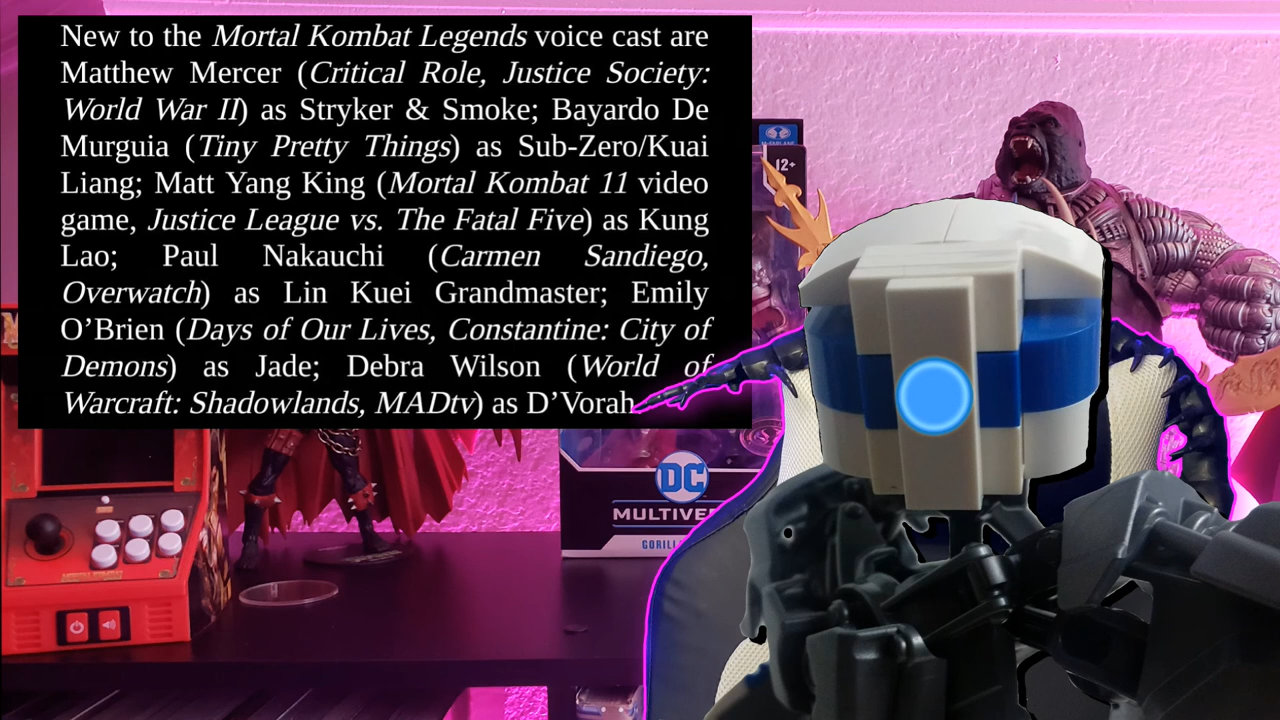 New to the Mortal Kombat Legends voice cast are
Matthew Mercer (Critical Role, Justice Society:
World War II) as Stryker & Smoke; Bayardo De
Murguia (Tiny Pretty Things) as Sub-Zero/Kuai
Liang; Matt Yang King (Mortal Kombat 11 video
game, Justice League vs. The Fatal Five) as Kung
Lao; Paul Nakauchi (Carmen Sandiego,
Overwatch) as Lin Kuei Grandmaster; Emily
O’Brien (Days of Our Lives, Constantine: City of
Demons) as Jade; Debra Wilson (World of
Warcraft: Shadowlands, MADtv) as D’Vorah
12+
DC
MULTIVE
GORILL